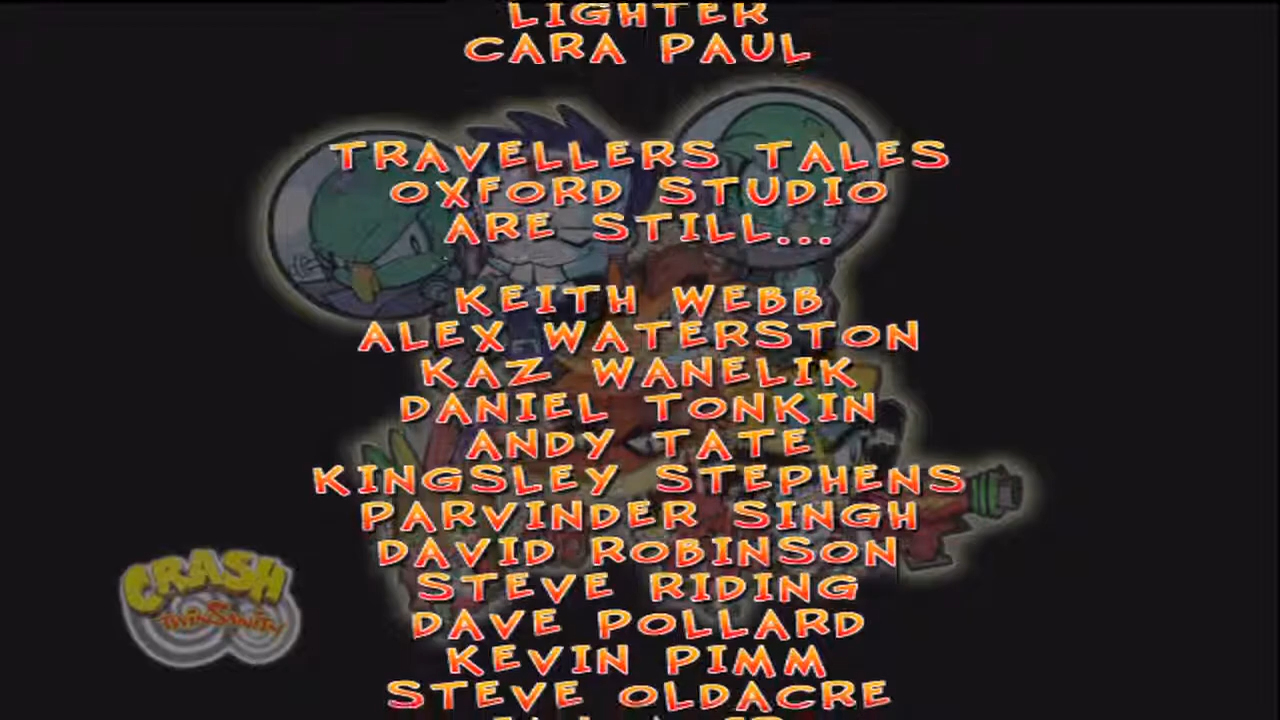 LIGHTER
CARA PAUL
TRAVELLERS TALES
OXFORD STUDIO
ARE STILL...
KEITH WEBB
ALEX WATERSTON
KAZ WANELIK
DANIEL TONKIN
ANDY TATE
KINGSLEY STEPHENS
PARVINDER SINGH
DAVID ROBINSON
STEVE RIDING
DAVE POLLARD
KEVIN PIMM
STEVE OLDACRE
CRASH
TWINSANITY